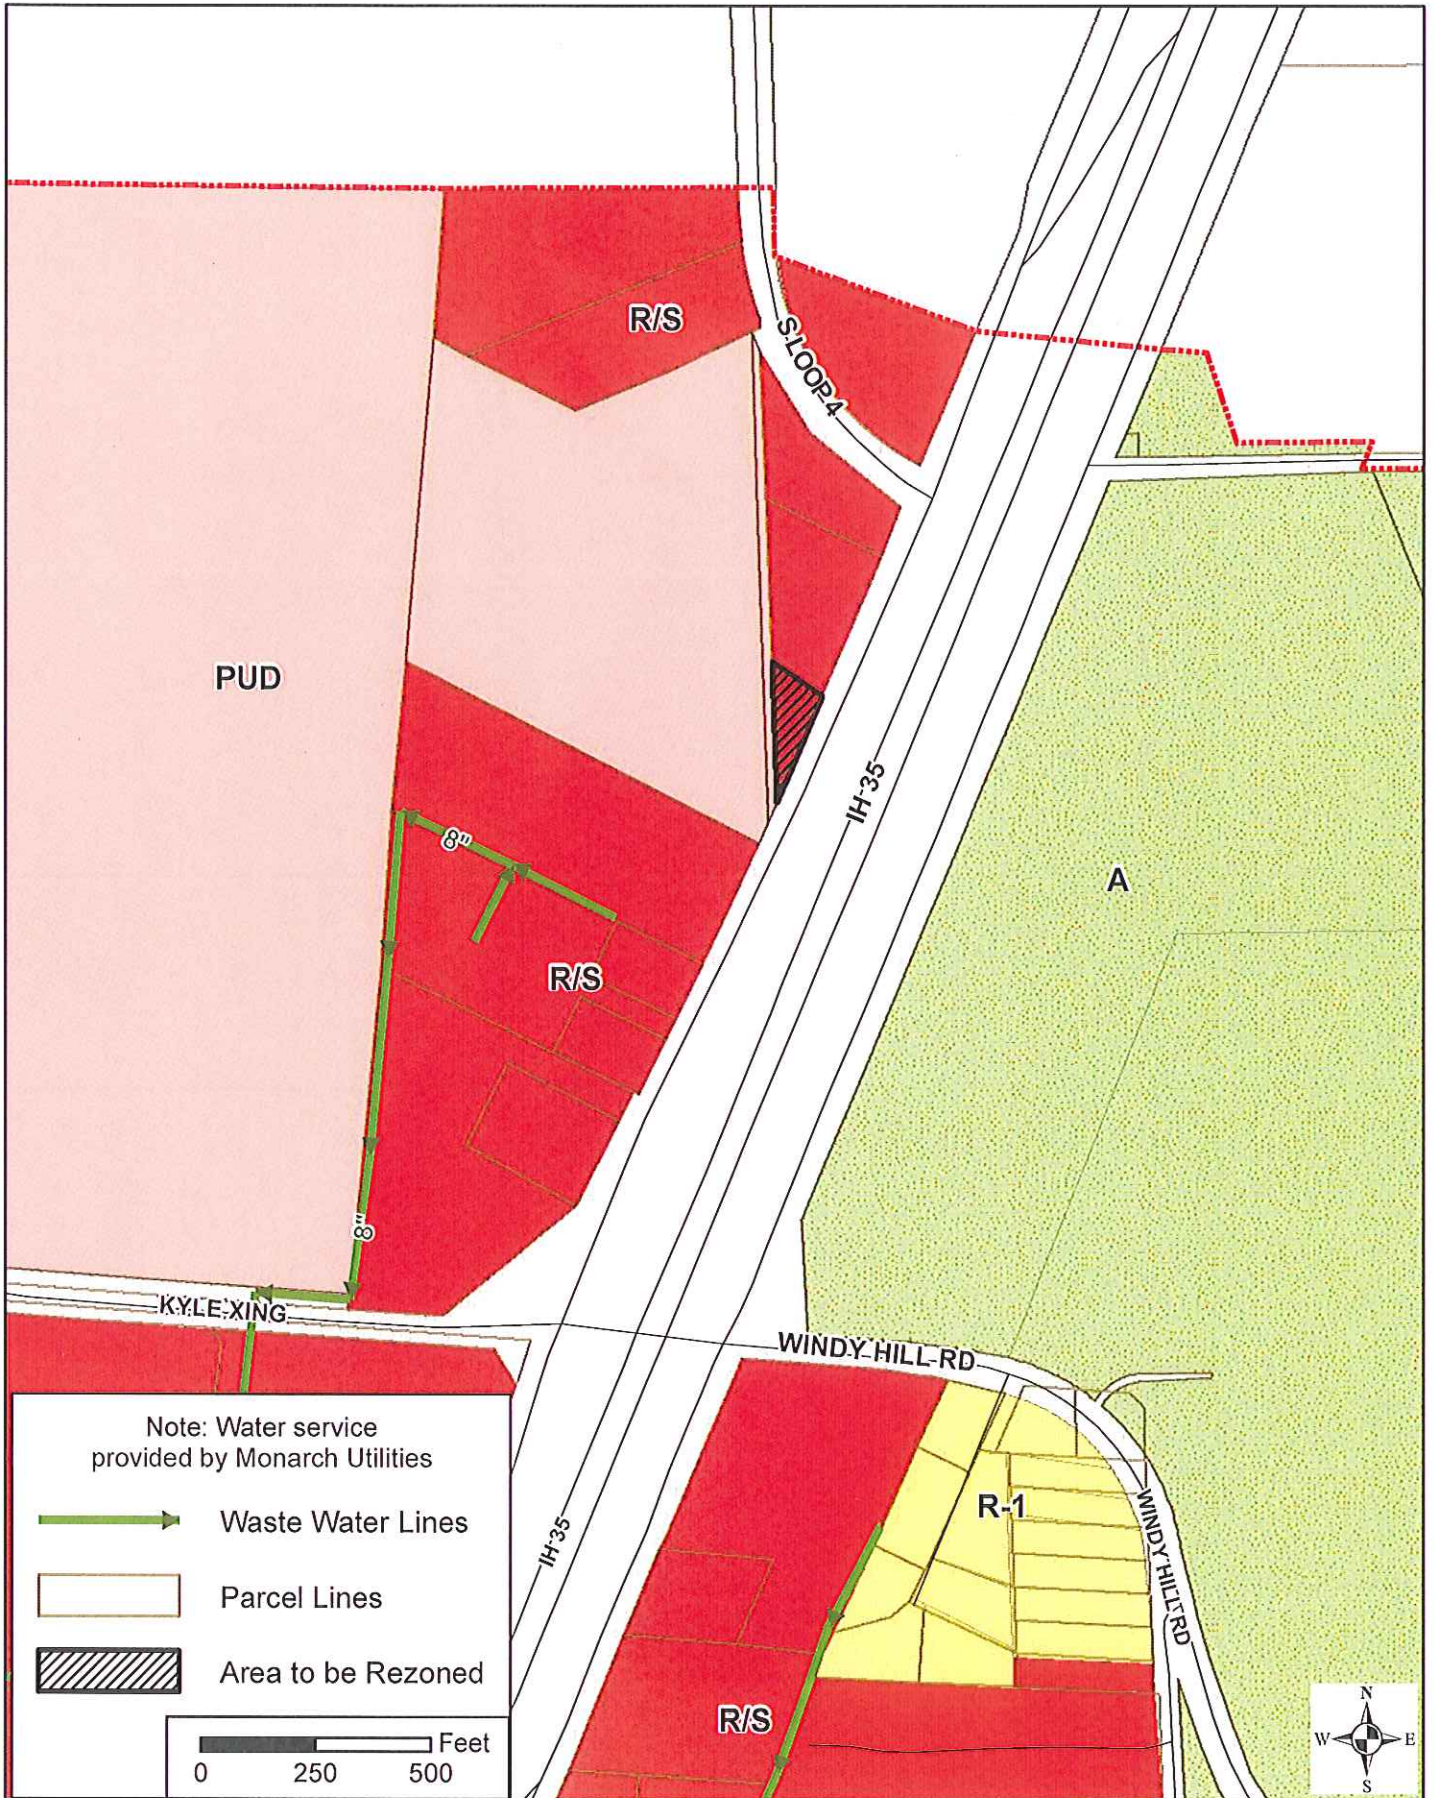 R/S
S LOOP 4
PUD
IH-35
8"
A
R/S
8"
KYLE XING
WINDY HILL RD
R-1
WINDY HILL RD
IH-35
R/S
Note: Water service
provided by Monarch Utilities
Waste Water Lines
Parcel Lines
Area to be Rezoned
Feet
0 250 500
N
W E
S